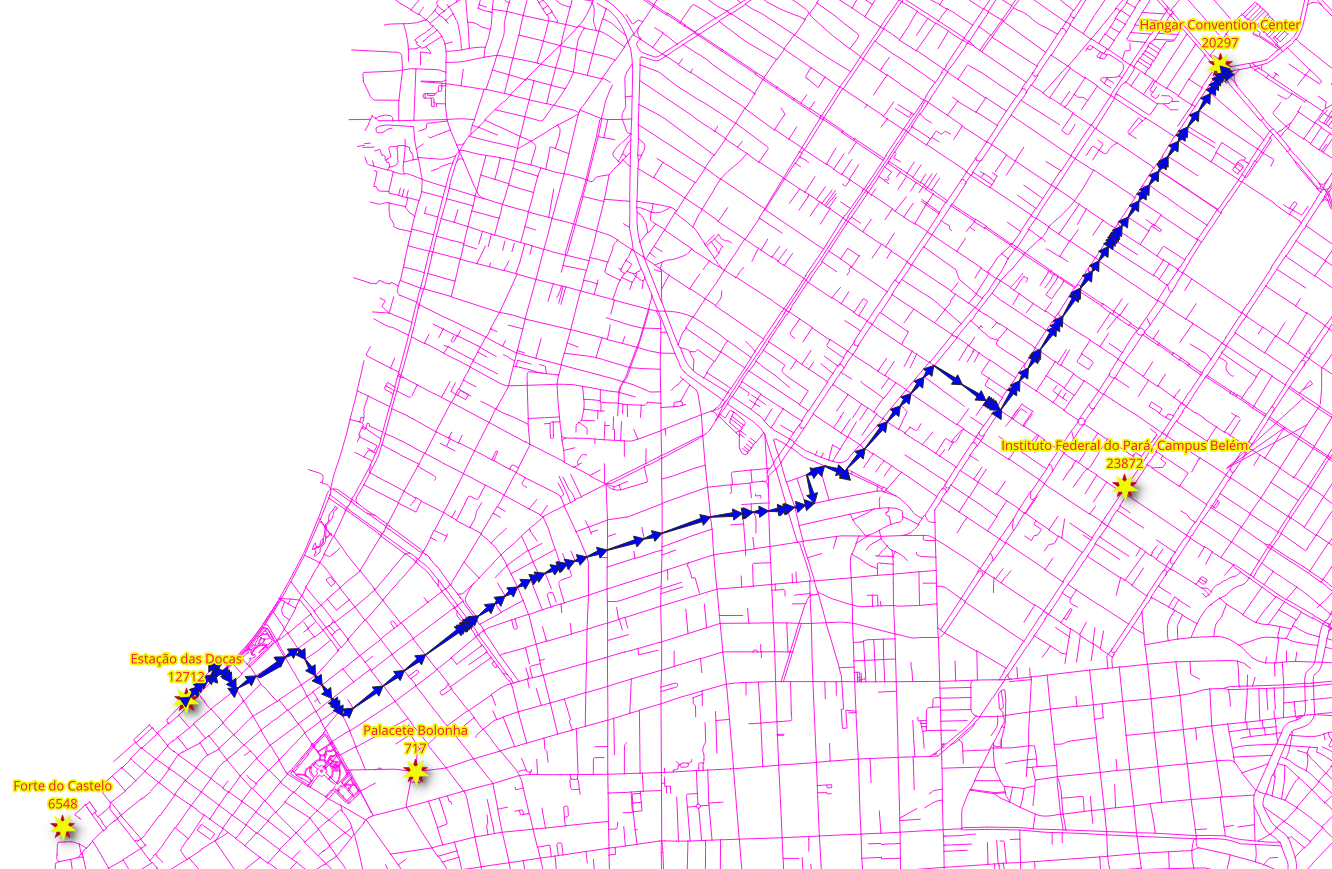 Hangar Convention Center
20297
Instituto Federal do Pará, Campus Belém
23872
Estação das Docas
12712
Palacete Bolonha
717
Forte do Castelo
6548